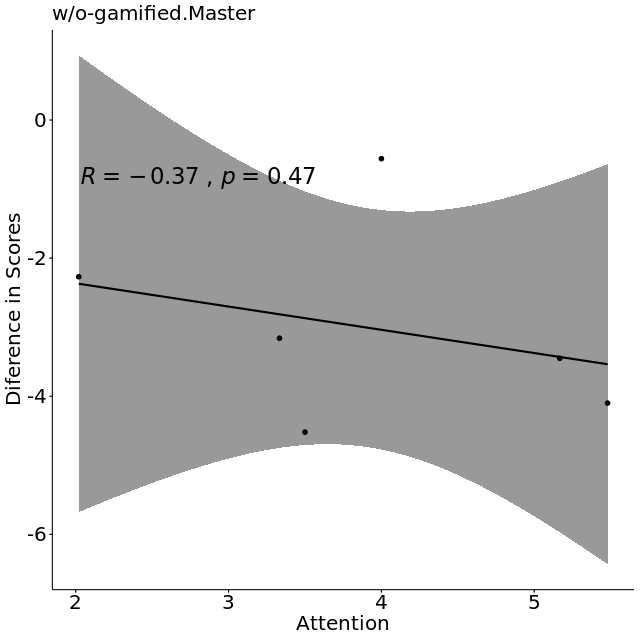 w/o-gamified.Master
R = −0.37 , p = 0.47
Diference in Scores
0
-2
-4
-6
2 3 4 5
Attention